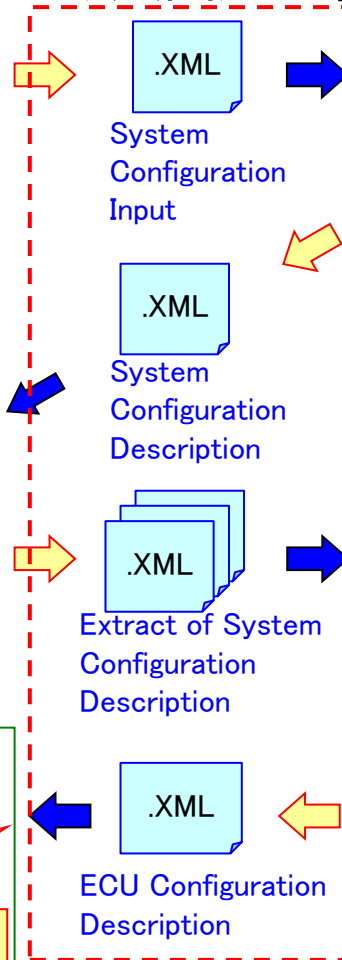 .XML
System
Configuration
Input
.XML
System
Configuration
Description
.XML
Extract of System
Configuration
Description
.XML
ECU Configuration
Description